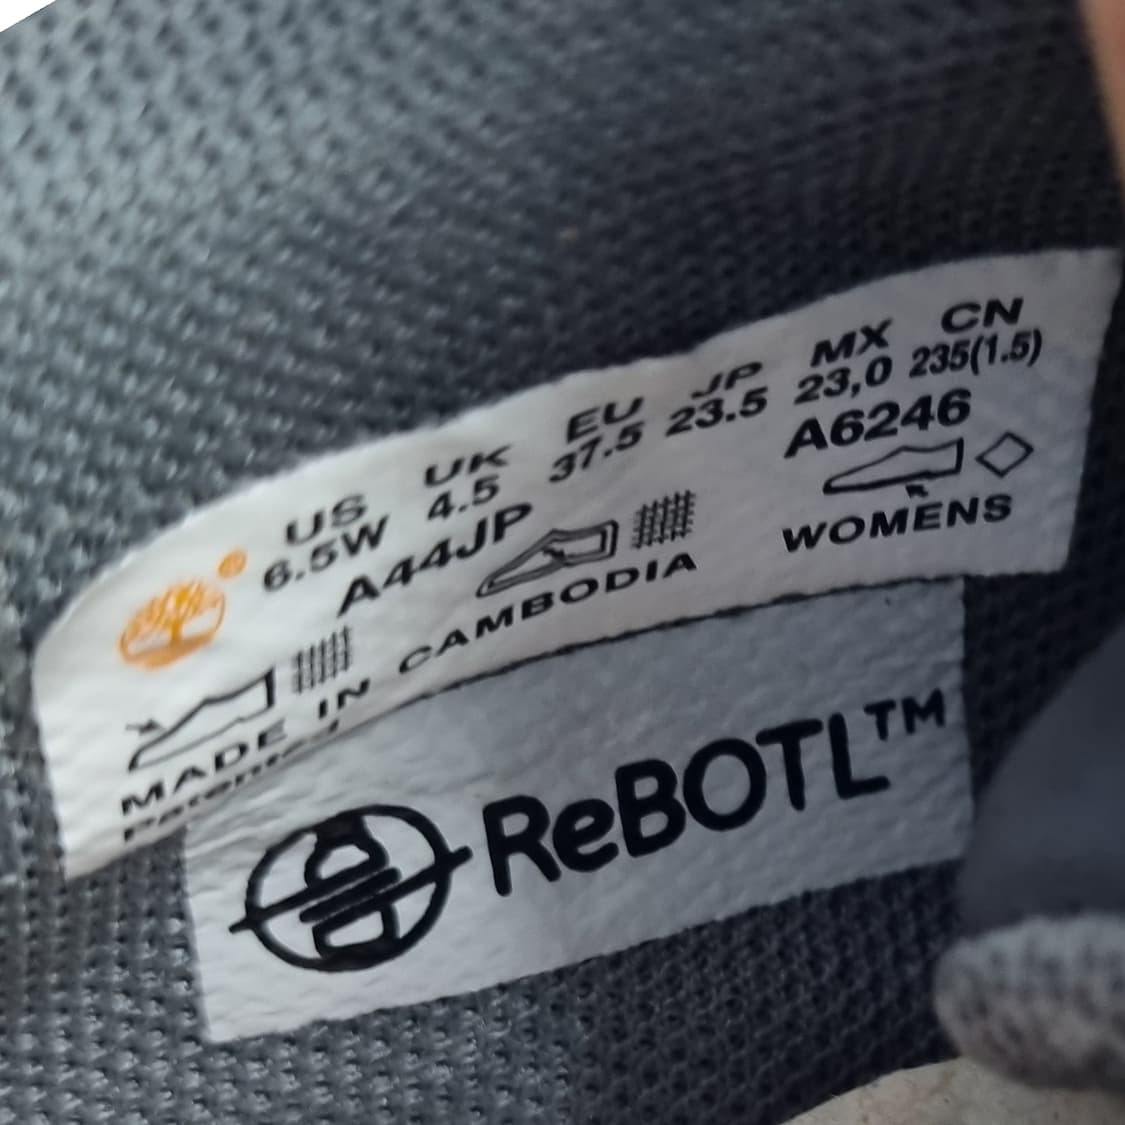 US UK EU JP MX CN
6.5W 4.5 37.5 23.5 23,0 235(1.5)
A44JP A6246
MADE IN CAMBODIA WOMENS
Patented
ReBOTL™